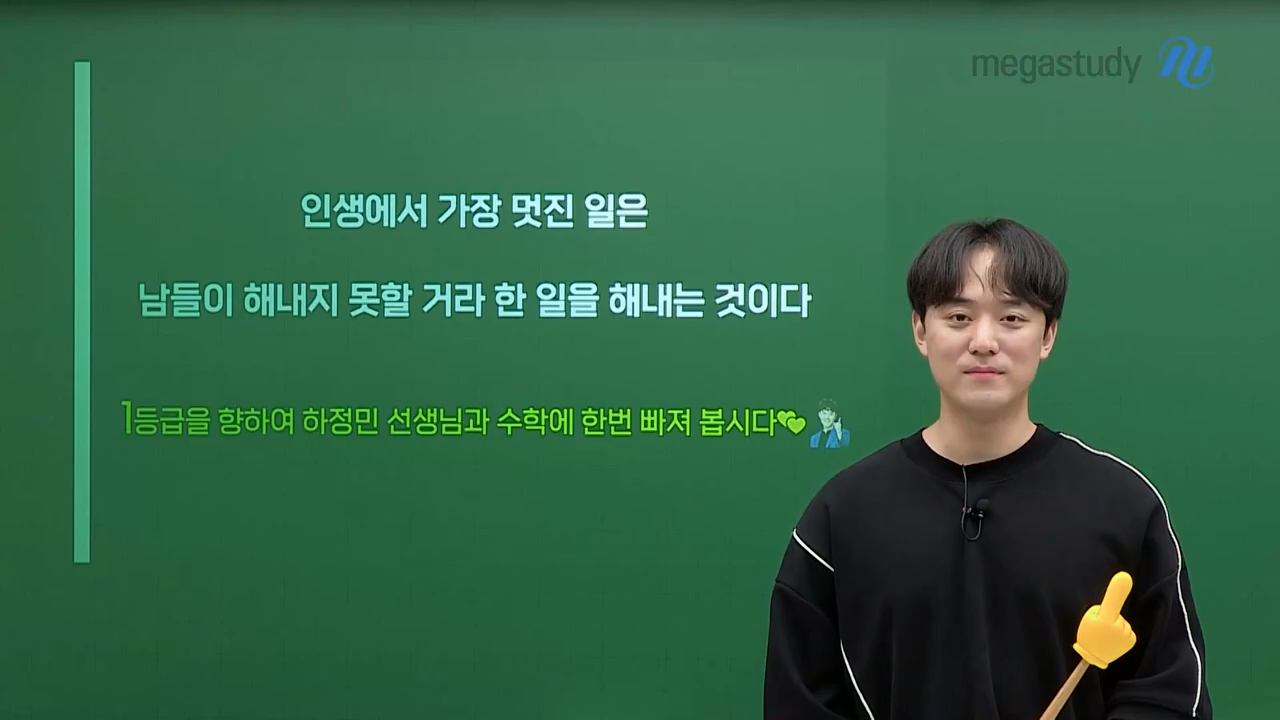 megastudy
인생에서 가장 멋진 일은
남들이 해내지 못할 거라 한 일을 해내는 것이다
1등급을 향하여 하정민 선생님과 수학에 한번 빠져 봅시다